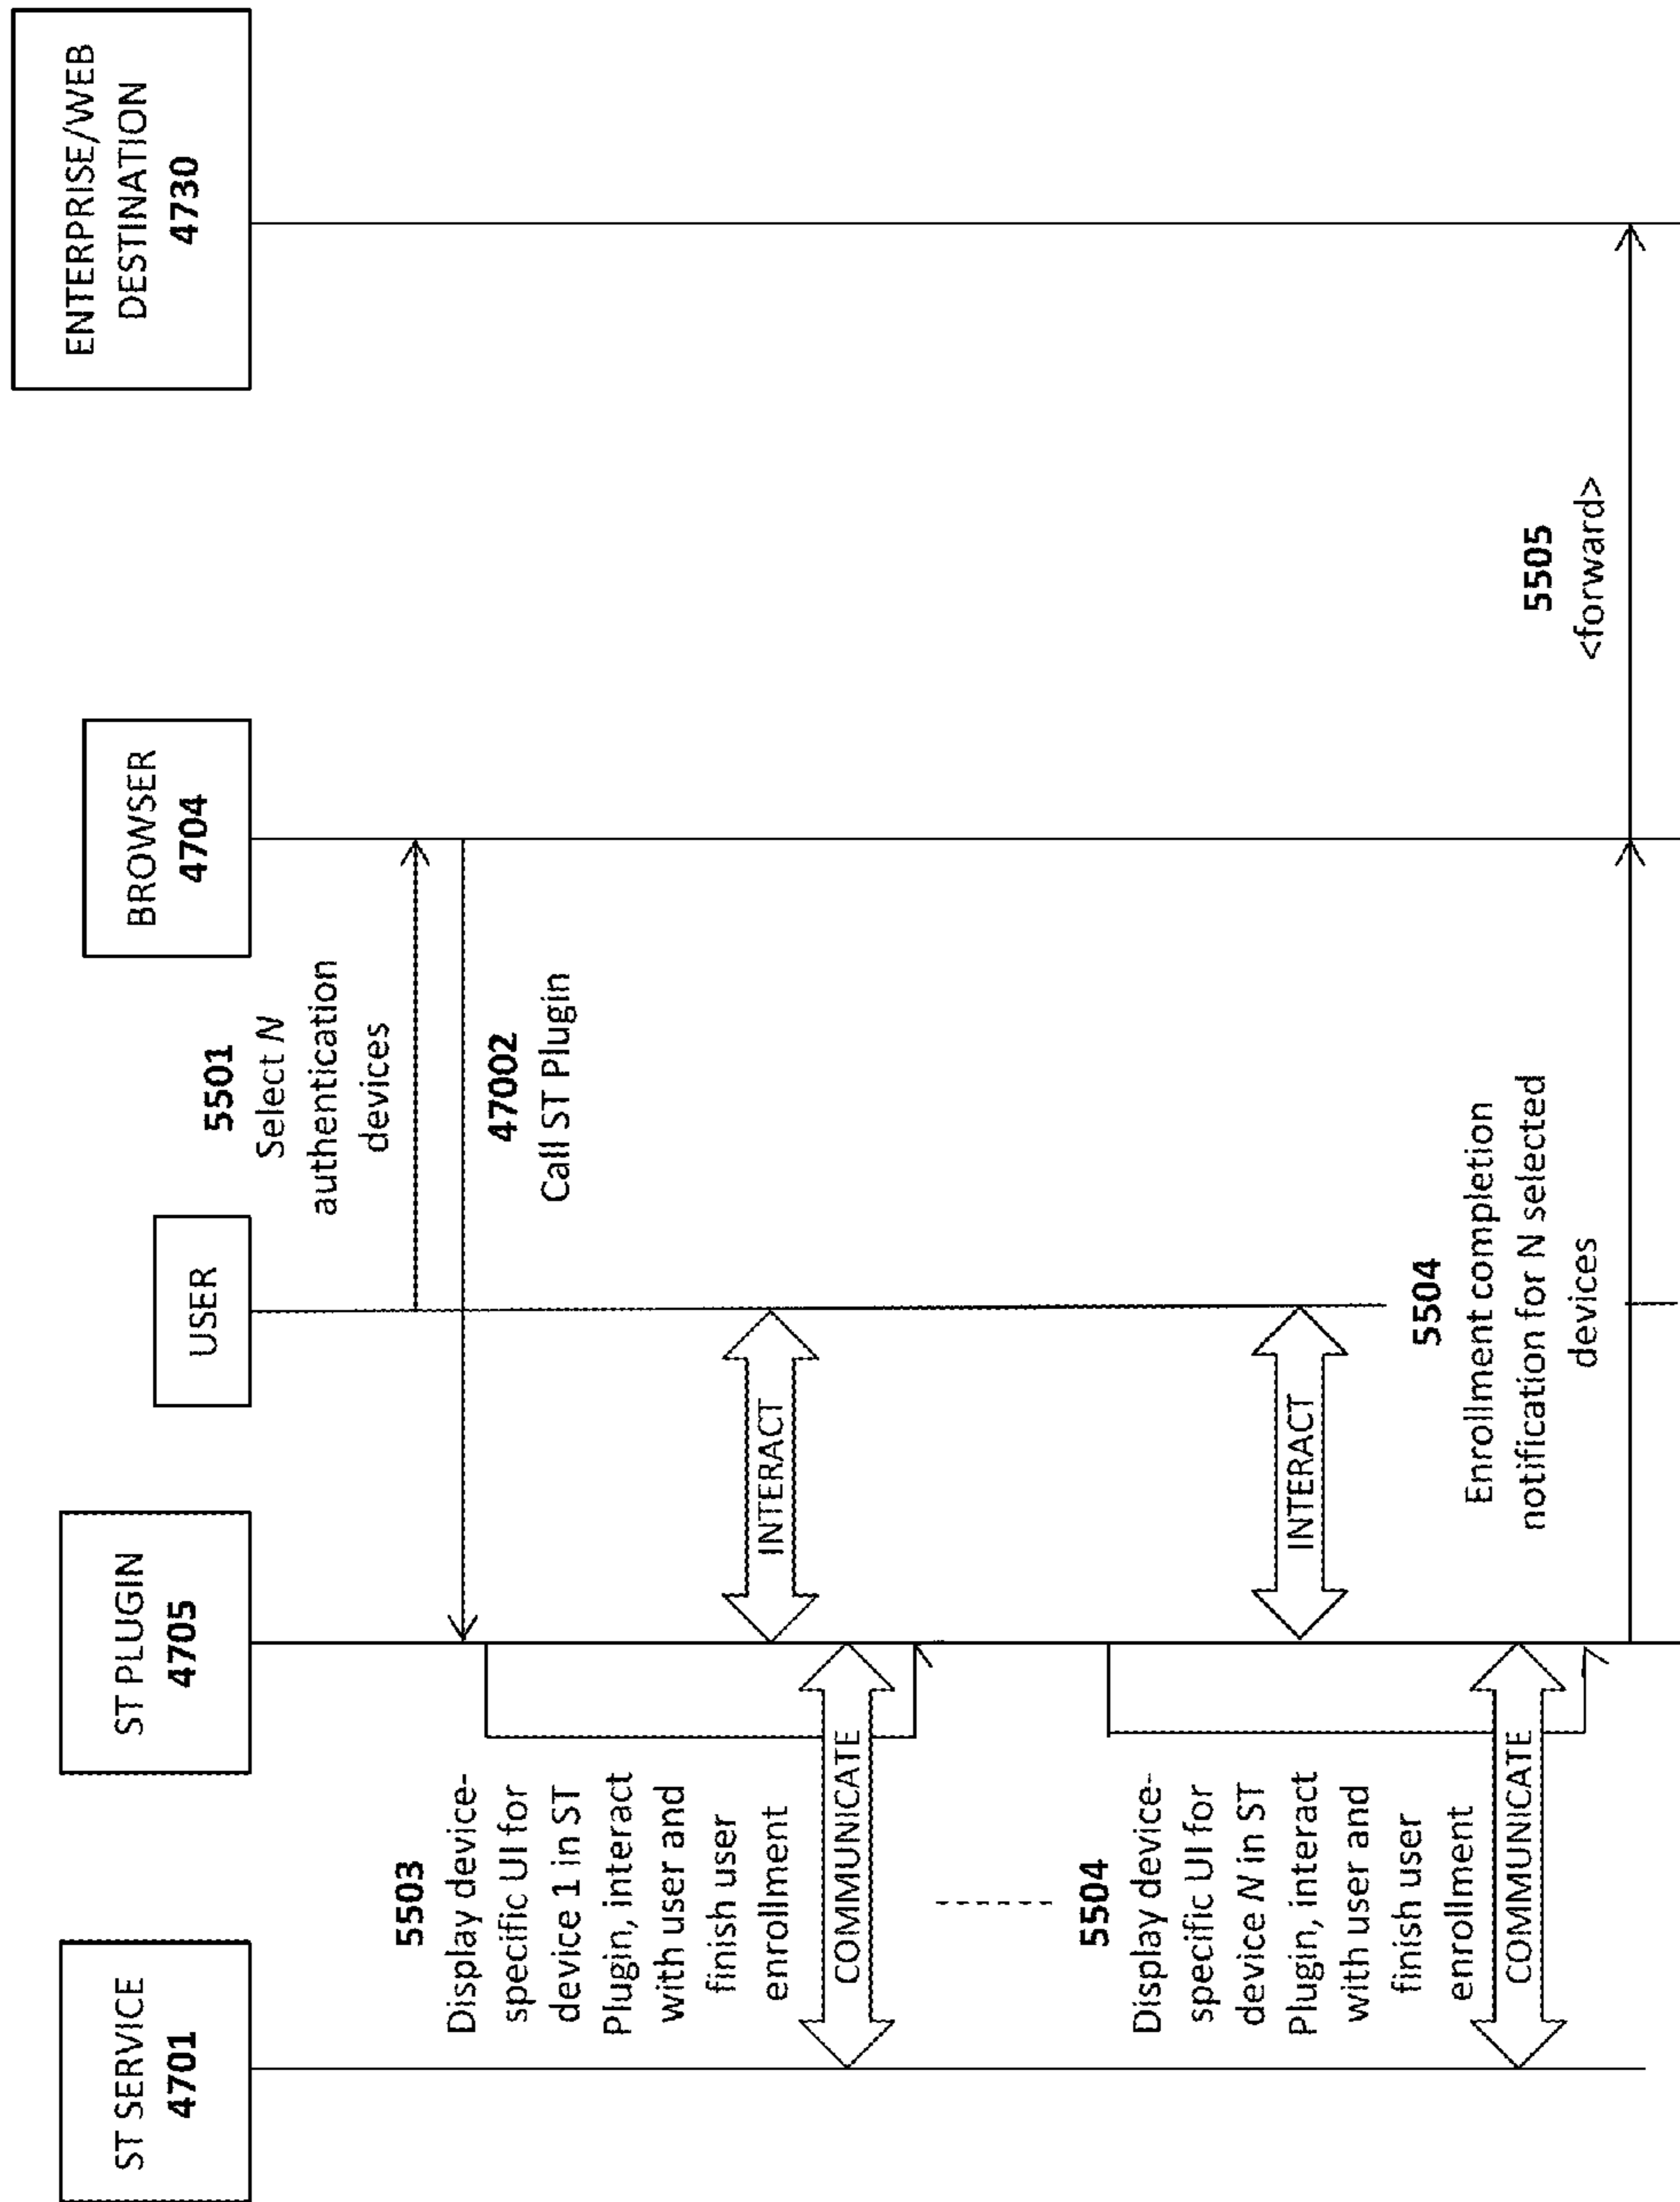 ST SERVICE
4701
ST PLUGIN
4705
USER
BROWSER
4704
ENTERPRISE/WEB
DESTINATION
4730
5501
Select N
authentication
devices
47002
Call ST Plugin
5503
Display device-
specific UI for
device 1 in ST
Plugin, interact
with user and
finish user
enrollment
INTERACT
COMMUNICATE
5504
Display device-
specific UI for
device N in ST
Plugin, interact
with user and
finish user
enrollment
INTERACT
COMMUNICATE
5504
Enrollment completion
notification for N selected
devices
5505
<forward>